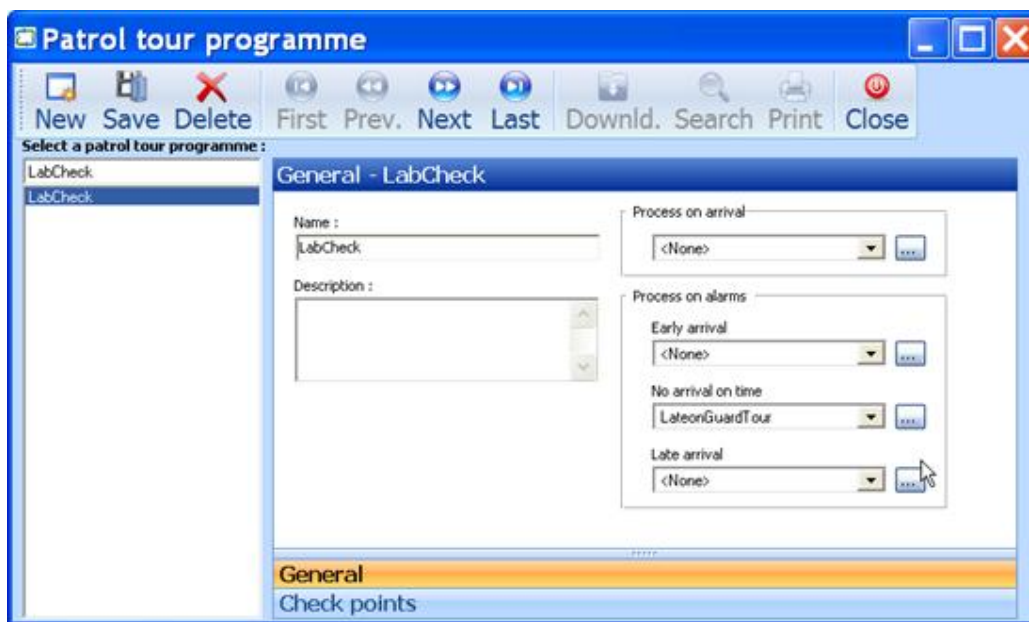 Patrol tour programme
New Save Delete First Prev. Next Last Downld. Search Print Close
Select a patrol tour programme :
LabCheck
LabCheck
General - LabCheck
Name :
LabCheck
Description :
Process on arrival
<None>
...
Process on alarms
Early arrival
<None>
...
No arrival on time
LateonGuardTour
...
Late arrival
<None>
...
General
Check points